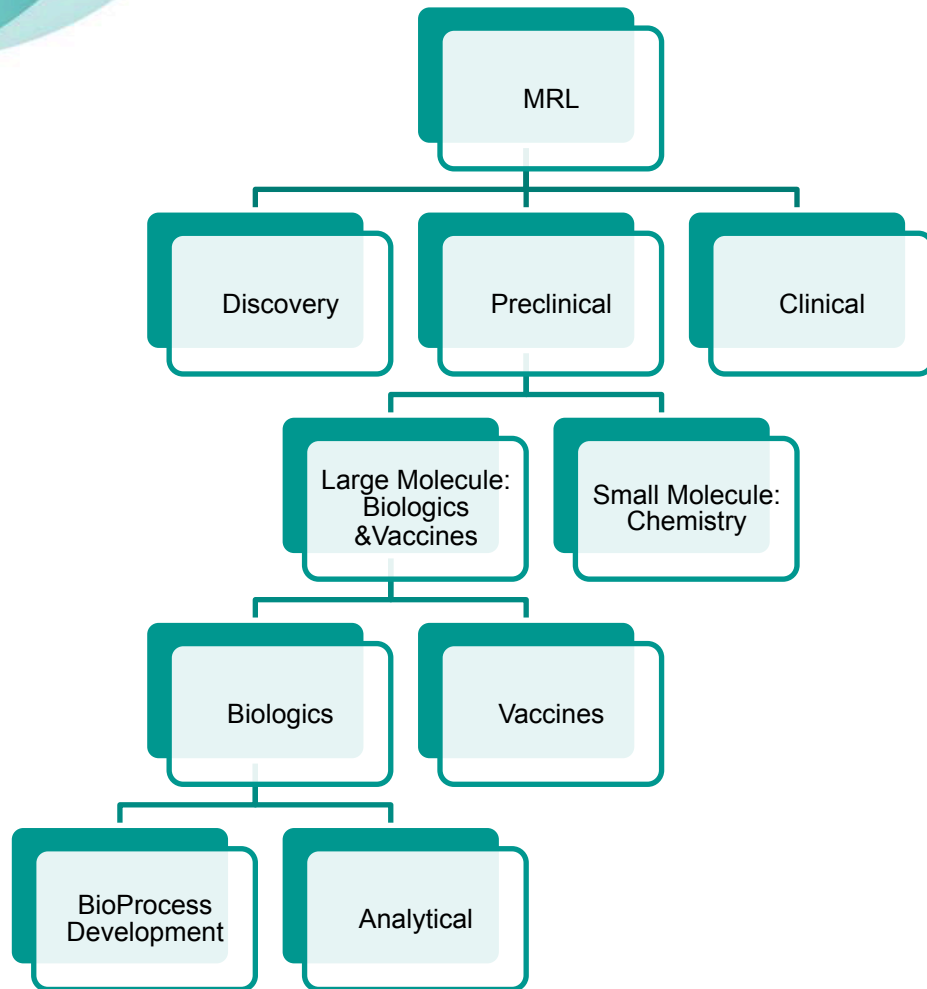 MRL
Discovery
Preclinical
Clinical
Large Molecule:
Biologics
&Vaccines
Small Molecule:
Chemistry
Biologics
Vaccines
BioProcess
Development
Analytical